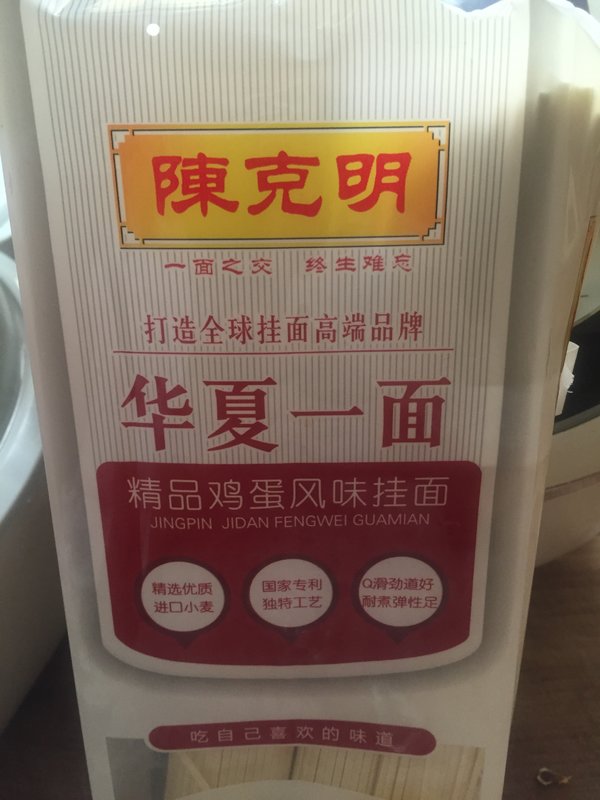 陳克明
一面之交 终生难忘
打造全球挂面高端品牌
华夏一面
精品鸡蛋风味挂面
JINGPIN JIDAN FENGWEI GUAMIAN
精选优质
进口小麦
国家专利
独特工艺
Q滑劲道好
耐煮弹性足
吃自己喜欢的味道